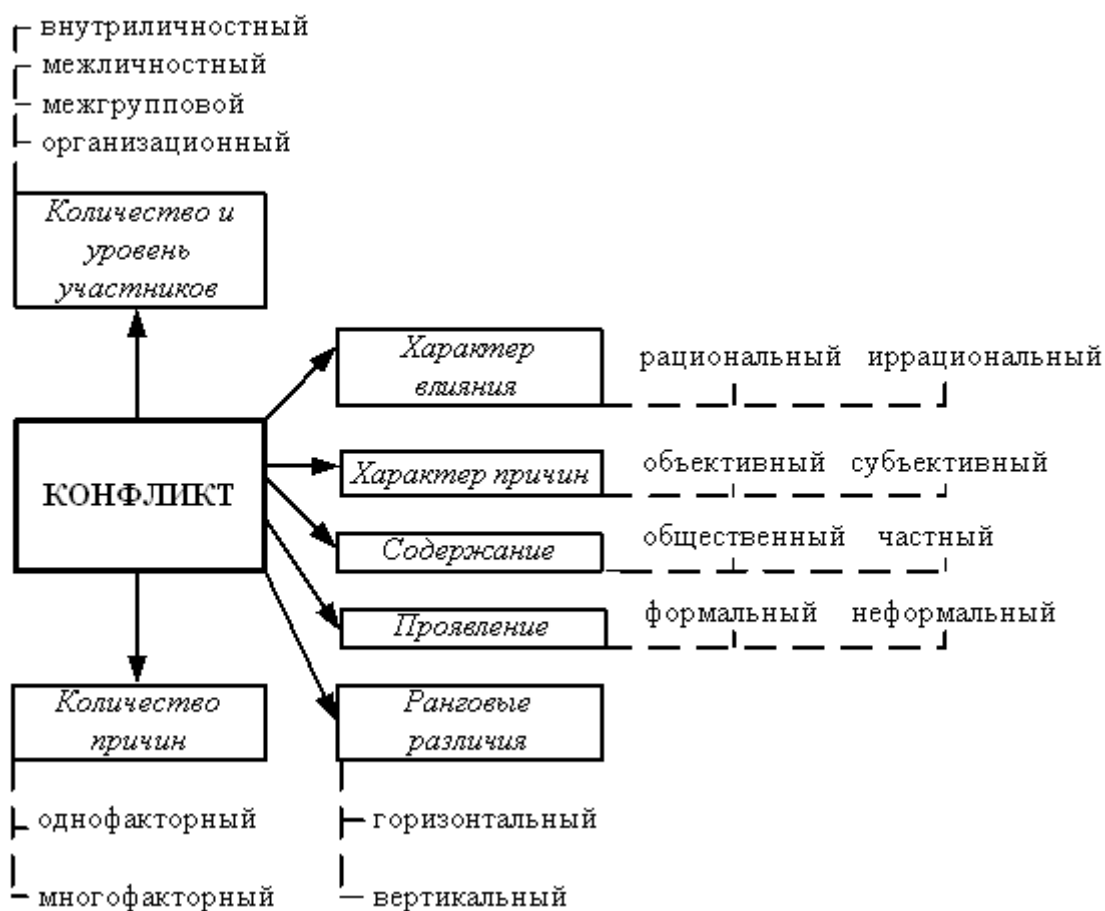 внутриличностный
межличностный
межгрупповой
организационный
Количество и
уровень
участников
Характер
влияния
рациональный иррациональный
КОНФЛИКТ
Характер причин
объективный субъективный
Содержание
общественный частный
Проявление
формальный неформальный
Количество
причин
Ранговые
различия
однофакторный
горизонтальный
многофакторный
вертикальный